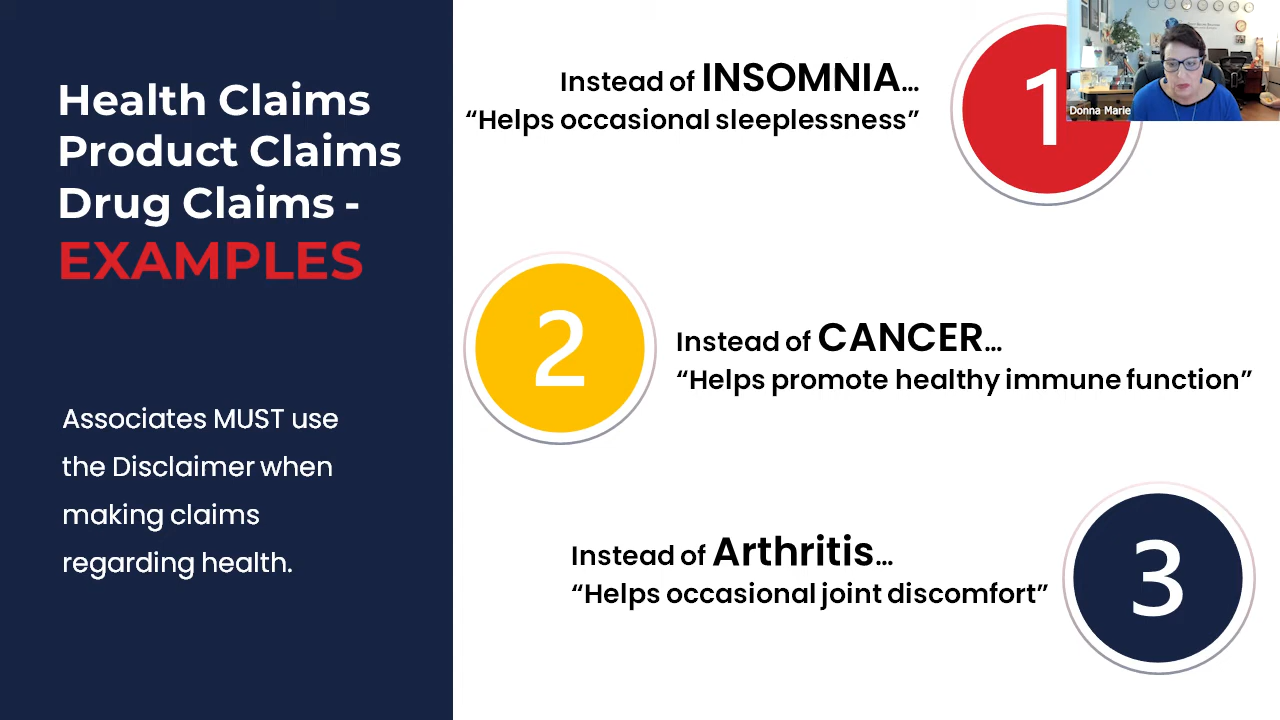 Health Claims
Product Claims
Drug Claims -
EXAMPLES
Associates MUST use
the Disclaimer when
making claims
regarding health.
Instead of INSOMNIA...
“Helps occasional sleeplessness”
1
Donna Marie
2
Instead of CANCER...
“Helps promote healthy immune function”
Instead of Arthritis...
“Helps occasional joint discomfort”
3